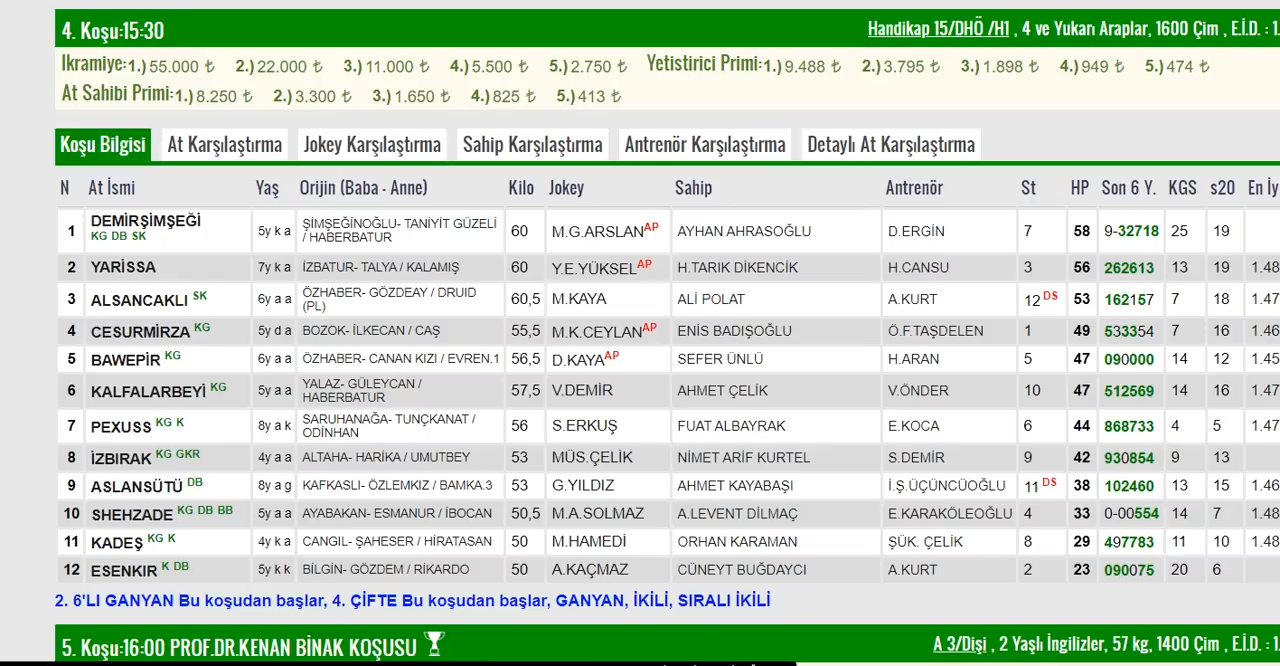 4. Koşu:15:30 Handikap 15/DHÖ /H1 , 4 ve Yukarı Araplar, 1600 Çim , E.İ.D. : 1.
Ikramiye:1.)55.000 ₺ 2.)22.000 ₺ 3.)11.000 ₺ 4.)5.500 ₺ 5.)2.750 ₺ Yetistirici Primi:1.)9.488 ₺ 2.)3.795 ₺ 3.)1.898 ₺ 4.)949 ₺ 5.)474 ₺
At Sahibi Primi:1.)8.250 ₺ 2.)3.300 ₺ 3.)1.650 ₺ 4.)825 ₺ 5.)413 ₺
Koşu Bilgisi At Karşılaştırma Jokey Karşılaştırma Sahip Karşılaştırma Antrenör Karşılaştırma Detaylı At Karşılaştırma
N At İsmi Yaş Orijin (Baba - Anne) Kilo Jokey Sahip Antrenör St HP Son 6 Y. KGS s20 En İy
1 DEMİRŞİMŞEĞİ KG DB SK 5y k a ŞİMŞEĞİNOĞLU- TANİYİT GÜZELİ / HABERBATUR 60 M.G.ARSLAN AP AYHAN AHRASOĞLU D.ERGİN 7 58 9-32718 25 19
2 YARİSSA 7y k a İZBATUR- TALYA / KALAMIŞ 60 Y.E.YÜKSEL AP H.TARIK DİKENCİK H.CANSU 3 56 262613 13 19 1.48
3 ALSANCAKLI SK 6y a a ÖZHABER- GÖZDEAY / DRUID (PL) 60,5 M.KAYA ALİ POLAT A.KURT 12 DS 53 162157 7 18 1.47
4 CESURMİRZA KG 5y d a BOZOK- İLKECAN / CAŞ 55,5 M.K.CEYLAN AP ENİS BADIŞOĞLU Ö.F.TAŞDELEN 1 49 533354 7 16 1.46
5 BAWEPİR KG 6y a a ÖZHABER- CANAN KIZI / EVREN.1 56,5 D.KAYA AP SEFER ÜNLÜ H.ARAN 5 47 090000 14 12 1.45
6 KALFALARBEYİ KG 5y a a YALAZ- GÜLEYCAN / HABERBATUR 57,5 V.DEMİR AHMET ÇELİK V.ÖNDER 10 47 512569 14 16 1.47
7 PEXUSS KG K 8y a k SARUHANAĞA- TUNÇKANAT / ODİNHAN 56 S.ERKUŞ FUAT ALBAYRAK E.KOCA 6 44 868733 4 5 1.47
8 İZBIRAK KG GKR 4y a a ALTAHA- HARİKA / UMUTBEY 53 MÜS.ÇELİK NİMET ARİF KURTEL S.DEMİR 9 42 930854 9 13
9 ASLANSÜTÜ DB 8y a g KAFKASLI- ÖZLEMKIZ / BAMKA.3 53 G.YILDIZ AHMET KAYABAŞI İ.Ş.ÜÇÜNCÜOĞLU 11 DS 38 102460 13 15 1.46
10 SHEHZADE KG DB BB 5y a a AYABAKAN- ESMANUR / İBOCAN 50,5 M.A.SOLMAZ A.LEVENT DİLMAÇ E.KARAKÖLEOĞLU 4 33 0-00554 14 7 1.48
11 KADEŞ KG K 4y k a CANGIL- ŞAHESER / HİRATASAN 50 M.HAMEDİ ORHAN KARAMAN ŞÜK. ÇELİK 8 29 497783 11 10 1.48
12 ESENKIR K DB 5y k k BİLGİN- GÖZDEM / RİKARDO 50 A.KAÇMAZ CÜNEYT BUĞDAYCI A.KURT 2 23 090075 20 6
2. 6'LI GANYAN Bu koşudan başlar, 4. ÇİFTE Bu koşudan başlar, GANYAN, İKİLİ, SIRALI İKİLİ
5. Koşu:16:00 PROF.DR.KENAN BİNAK KOŞUSU A 3/Dişi , 2 Yaşlı İngilizler, 57 kg, 1400 Çim , E.İ.D. : 1.